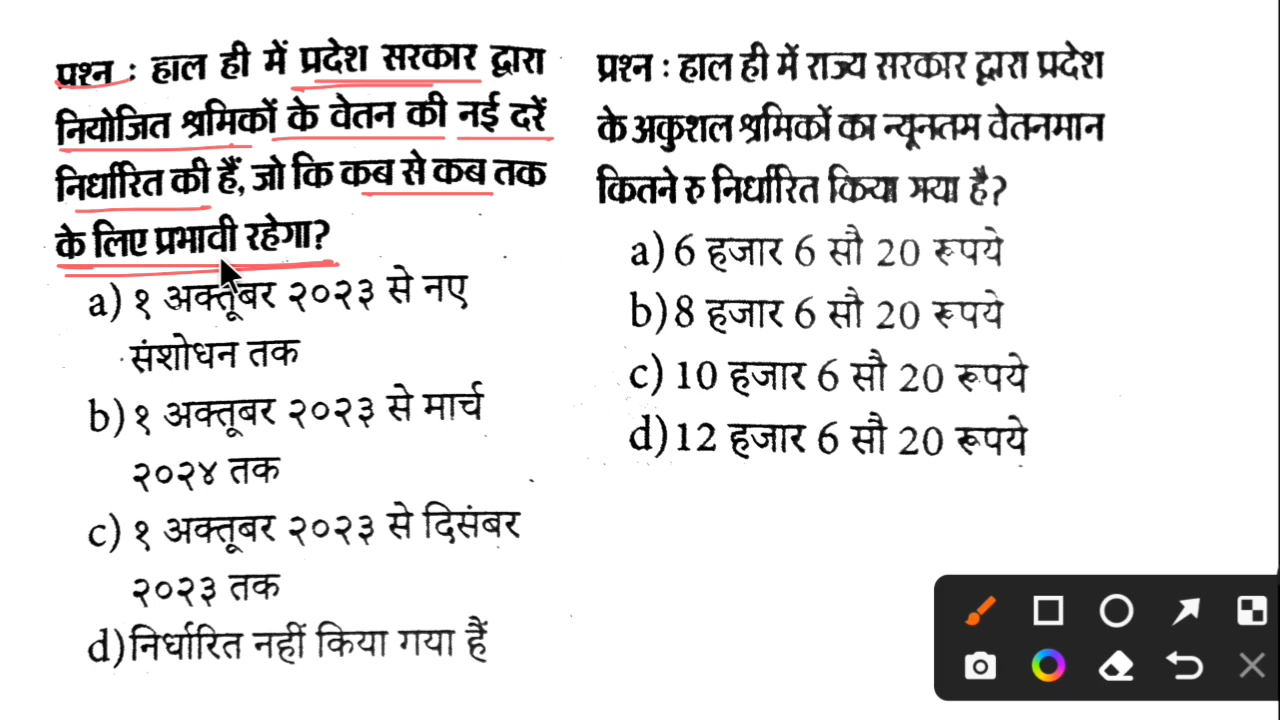 प्रश्न : हाल ही में प्रदेश सरकार द्वारा
नियोजित श्रमिकों के वेतन की नई दरें
निर्धारित की हैं, जो कि कब से कब तक
के लिए प्रभावी रहेगा?
a) १ अक्तूबर २०२३ से नए
संशोधन तक
b) १ अक्तूबर २०२३ से मार्च
२०२४ तक
c) १ अक्तूबर २०२३ से दिसंबर
२०२३ तक
d) निर्धारित नहीं किया गया हैं
प्रश्न : हाल ही में राज्य सरकार द्वारा प्रदेश
के अकुशल श्रमिकों का न्यूनतम वेतनमान
कितने रु निर्धारित किया गया है?
a) 6 हजार 6 सौ 20 रूपये
b) 8 हजार 6 सौ 20 रूपये
c) 10 हजार 6 सौ 20 रूपये
d) 12 हजार 6 सौ 20 रूपये